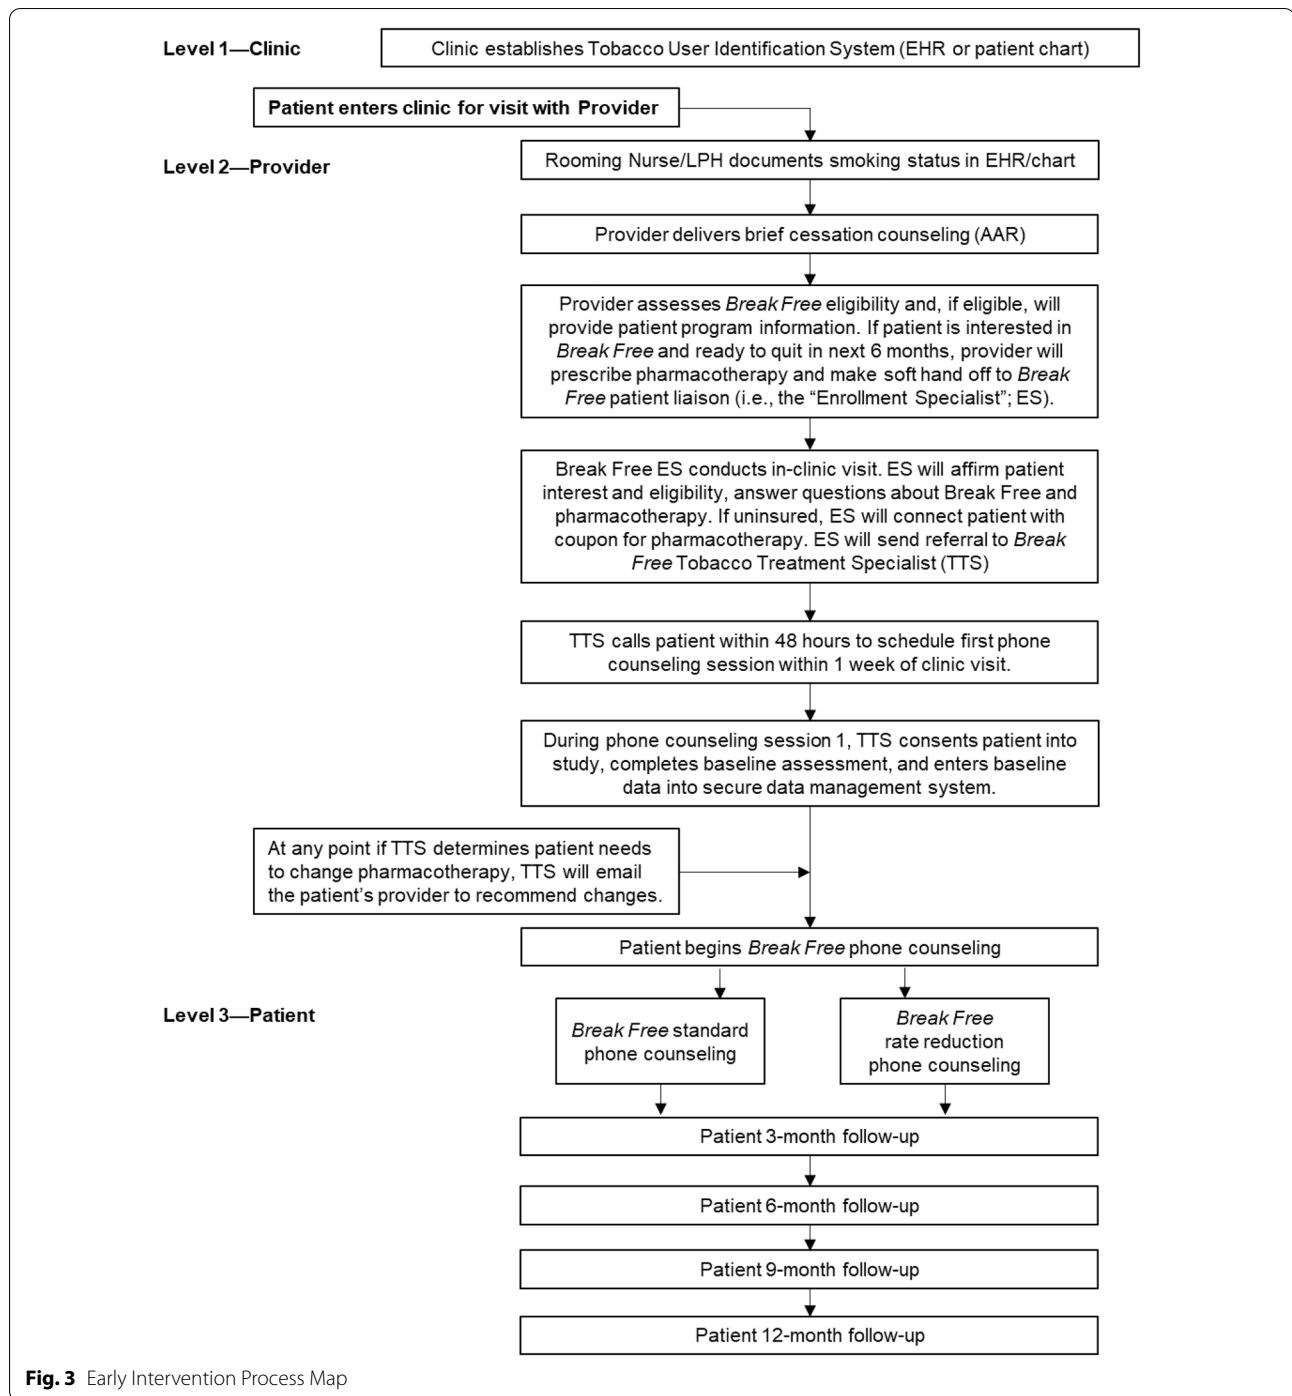 Level 1—Clinic
Clinic establishes Tobacco User Identification System (EHR or patient chart)
Patient enters clinic for visit with Provider
Level 2—Provider
Rooming Nurse/LPH documents smoking status in EHR/chart
Provider delivers brief cessation counseling (AAR)
Provider assesses Break Free eligibility and, if eligible, will
provide patient program information. If patient is interested in
Break Free and ready to quit in next 6 months, provider will
prescribe pharmacotherapy and make soft hand off to Break
Free patient liaison (i.e., the “Enrollment Specialist”; ES).
Break Free ES conducts in-clinic visit. ES will affirm patient
interest and eligibility, answer questions about Break Free and
pharmacotherapy. If uninsured, ES will connect patient with
coupon for pharmacotherapy. ES will send referral to Break
Free Tobacco Treatment Specialist (TTS)
TTS calls patient within 48 hours to schedule first phone
counseling session within 1 week of clinic visit.
During phone counseling session 1, TTS consents patient into
study, completes baseline assessment, and enters baseline
data into secure data management system.
At any point if TTS determines patient needs
to change pharmacotherapy, TTS will email
the patient’s provider to recommend changes.
Patient begins Break Free phone counseling
Level 3—Patient
Break Free standard
phone counseling
Break Free
rate reduction
phone counseling
Patient 3-month follow-up
Patient 6-month follow-up
Patient 9-month follow-up
Patient 12-month follow-up
Fig. 3 Early Intervention Process Map